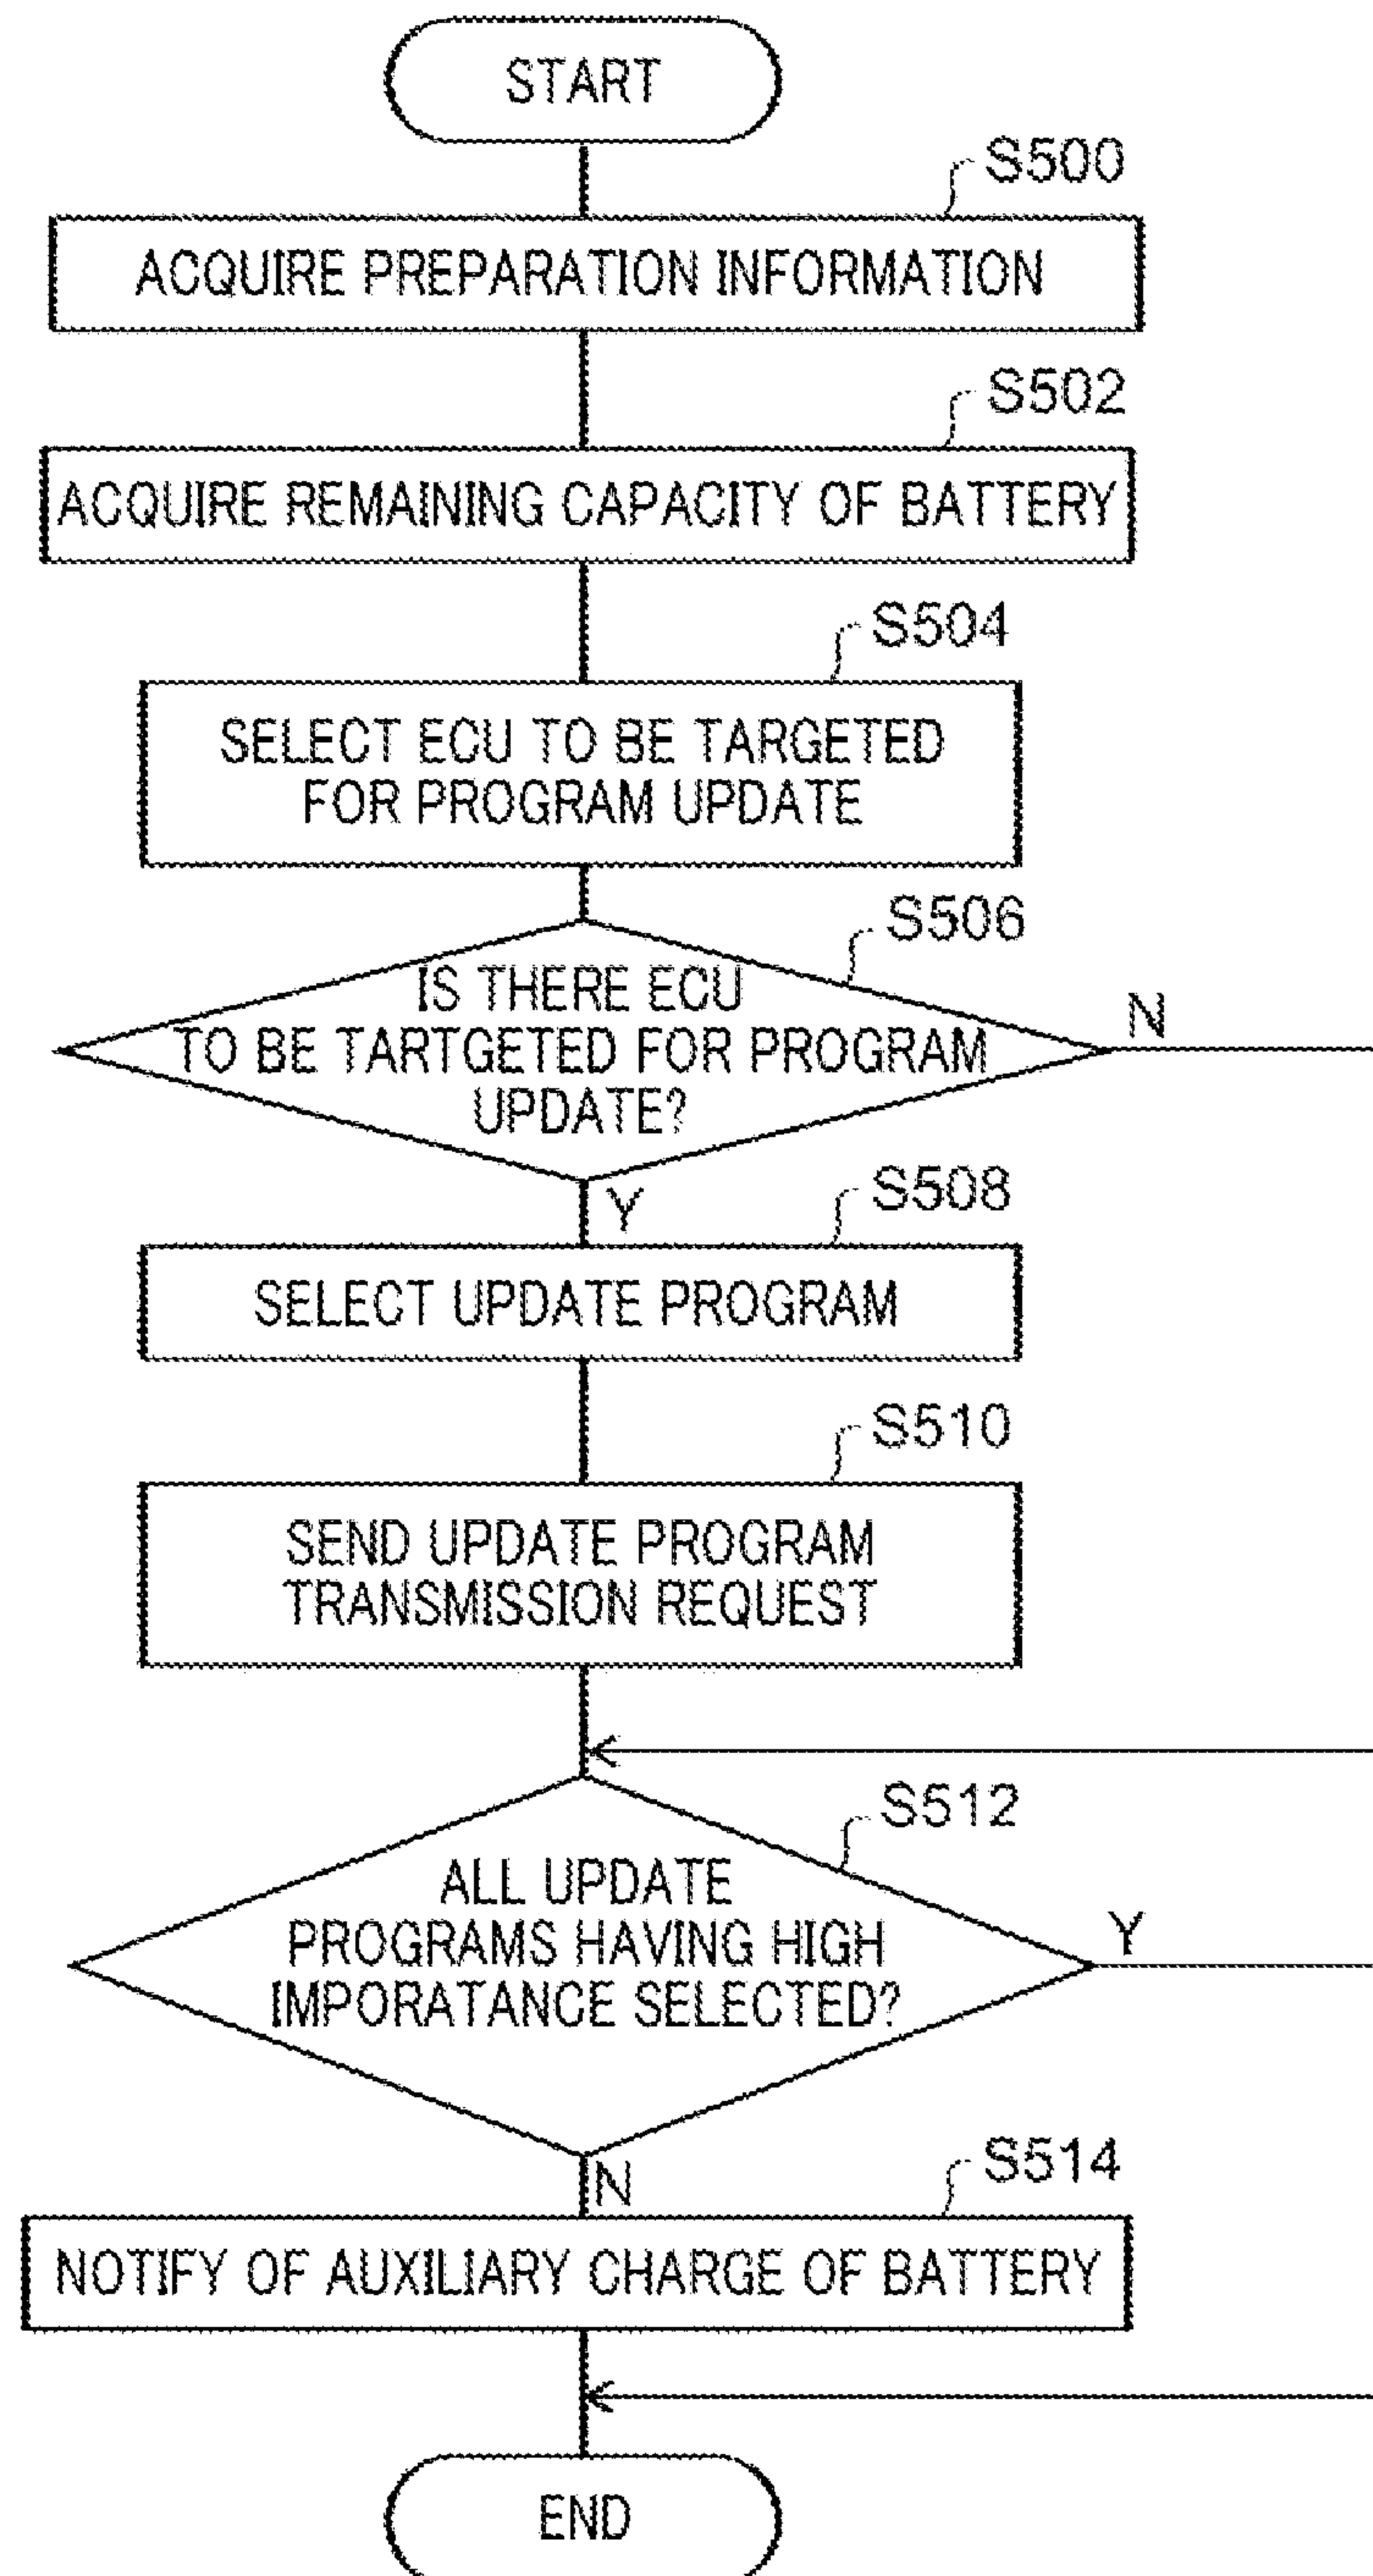 START
S500
ACQUIRE PREPARATION INFORMATION
S502
ACQUIRE REMAINING CAPACITY OF BATTERY
S504
SELECT ECU TO BE TARGETED
FOR PROGRAM UPDATE
S506
IS THERE ECU
TO BE TARTGETED FOR PROGRAM
UPDATE?
N
Y
S508
SELECT UPDATE PROGRAM
S510
SEND UPDATE PROGRAM
TRANSMISSION REQUEST
S512
ALL UPDATE
PROGRAMS HAVING HIGH
IMPORATANCE SELECTED?
Y
N
S514
NOTIFY OF AUXILIARY CHARGE OF BATTERY
END